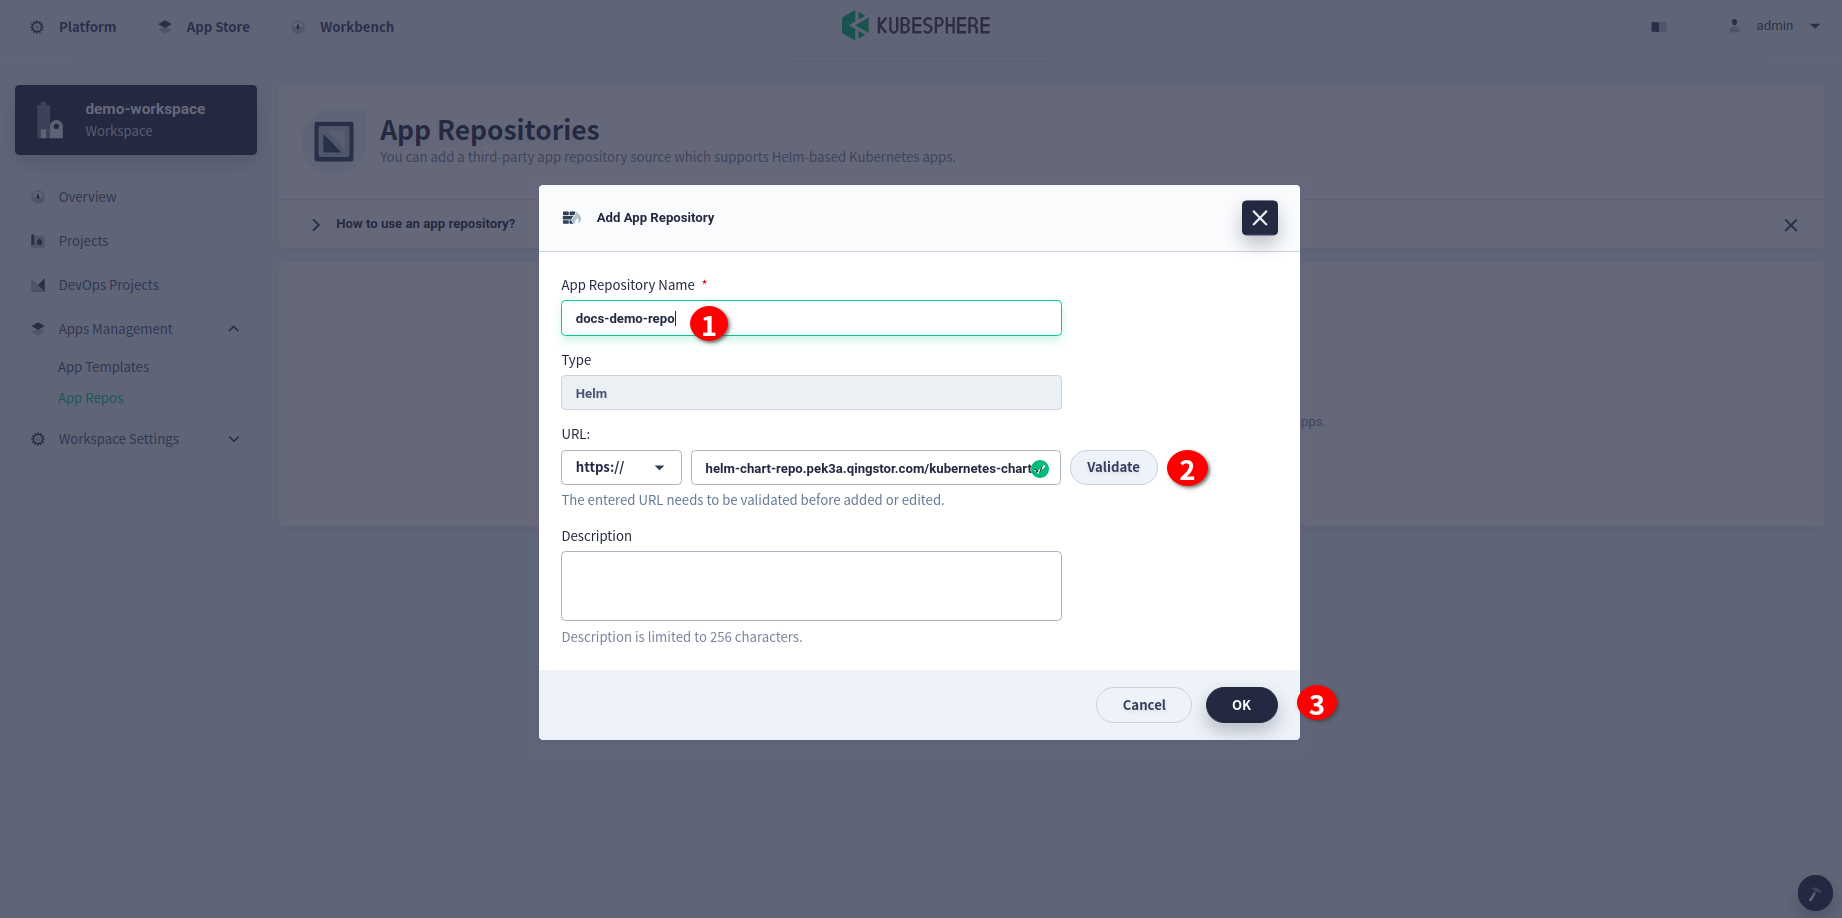 Platform
App Store
Workbench
KUBESPHERE
admin
demo-workspace
Workspace
Overview
Projects
DevOps Projects
Apps Management
App Templates
App Repos
Workspace Settings
App Repositories
You can add a third-party app repository source which supports Helm-based Kubernetes apps.
How to use an app repository?
pps.
Add App Repository
App Repository Name *
docs-demo-repo
1
Type
Helm
URL:
https://
helm-chart-repo.pek3a.qingstor.com/kubernetes-chart
Validate
2
The entered URL needs to be validated before added or edited.
Description
Description is limited to 256 characters.
Cancel
OK
3